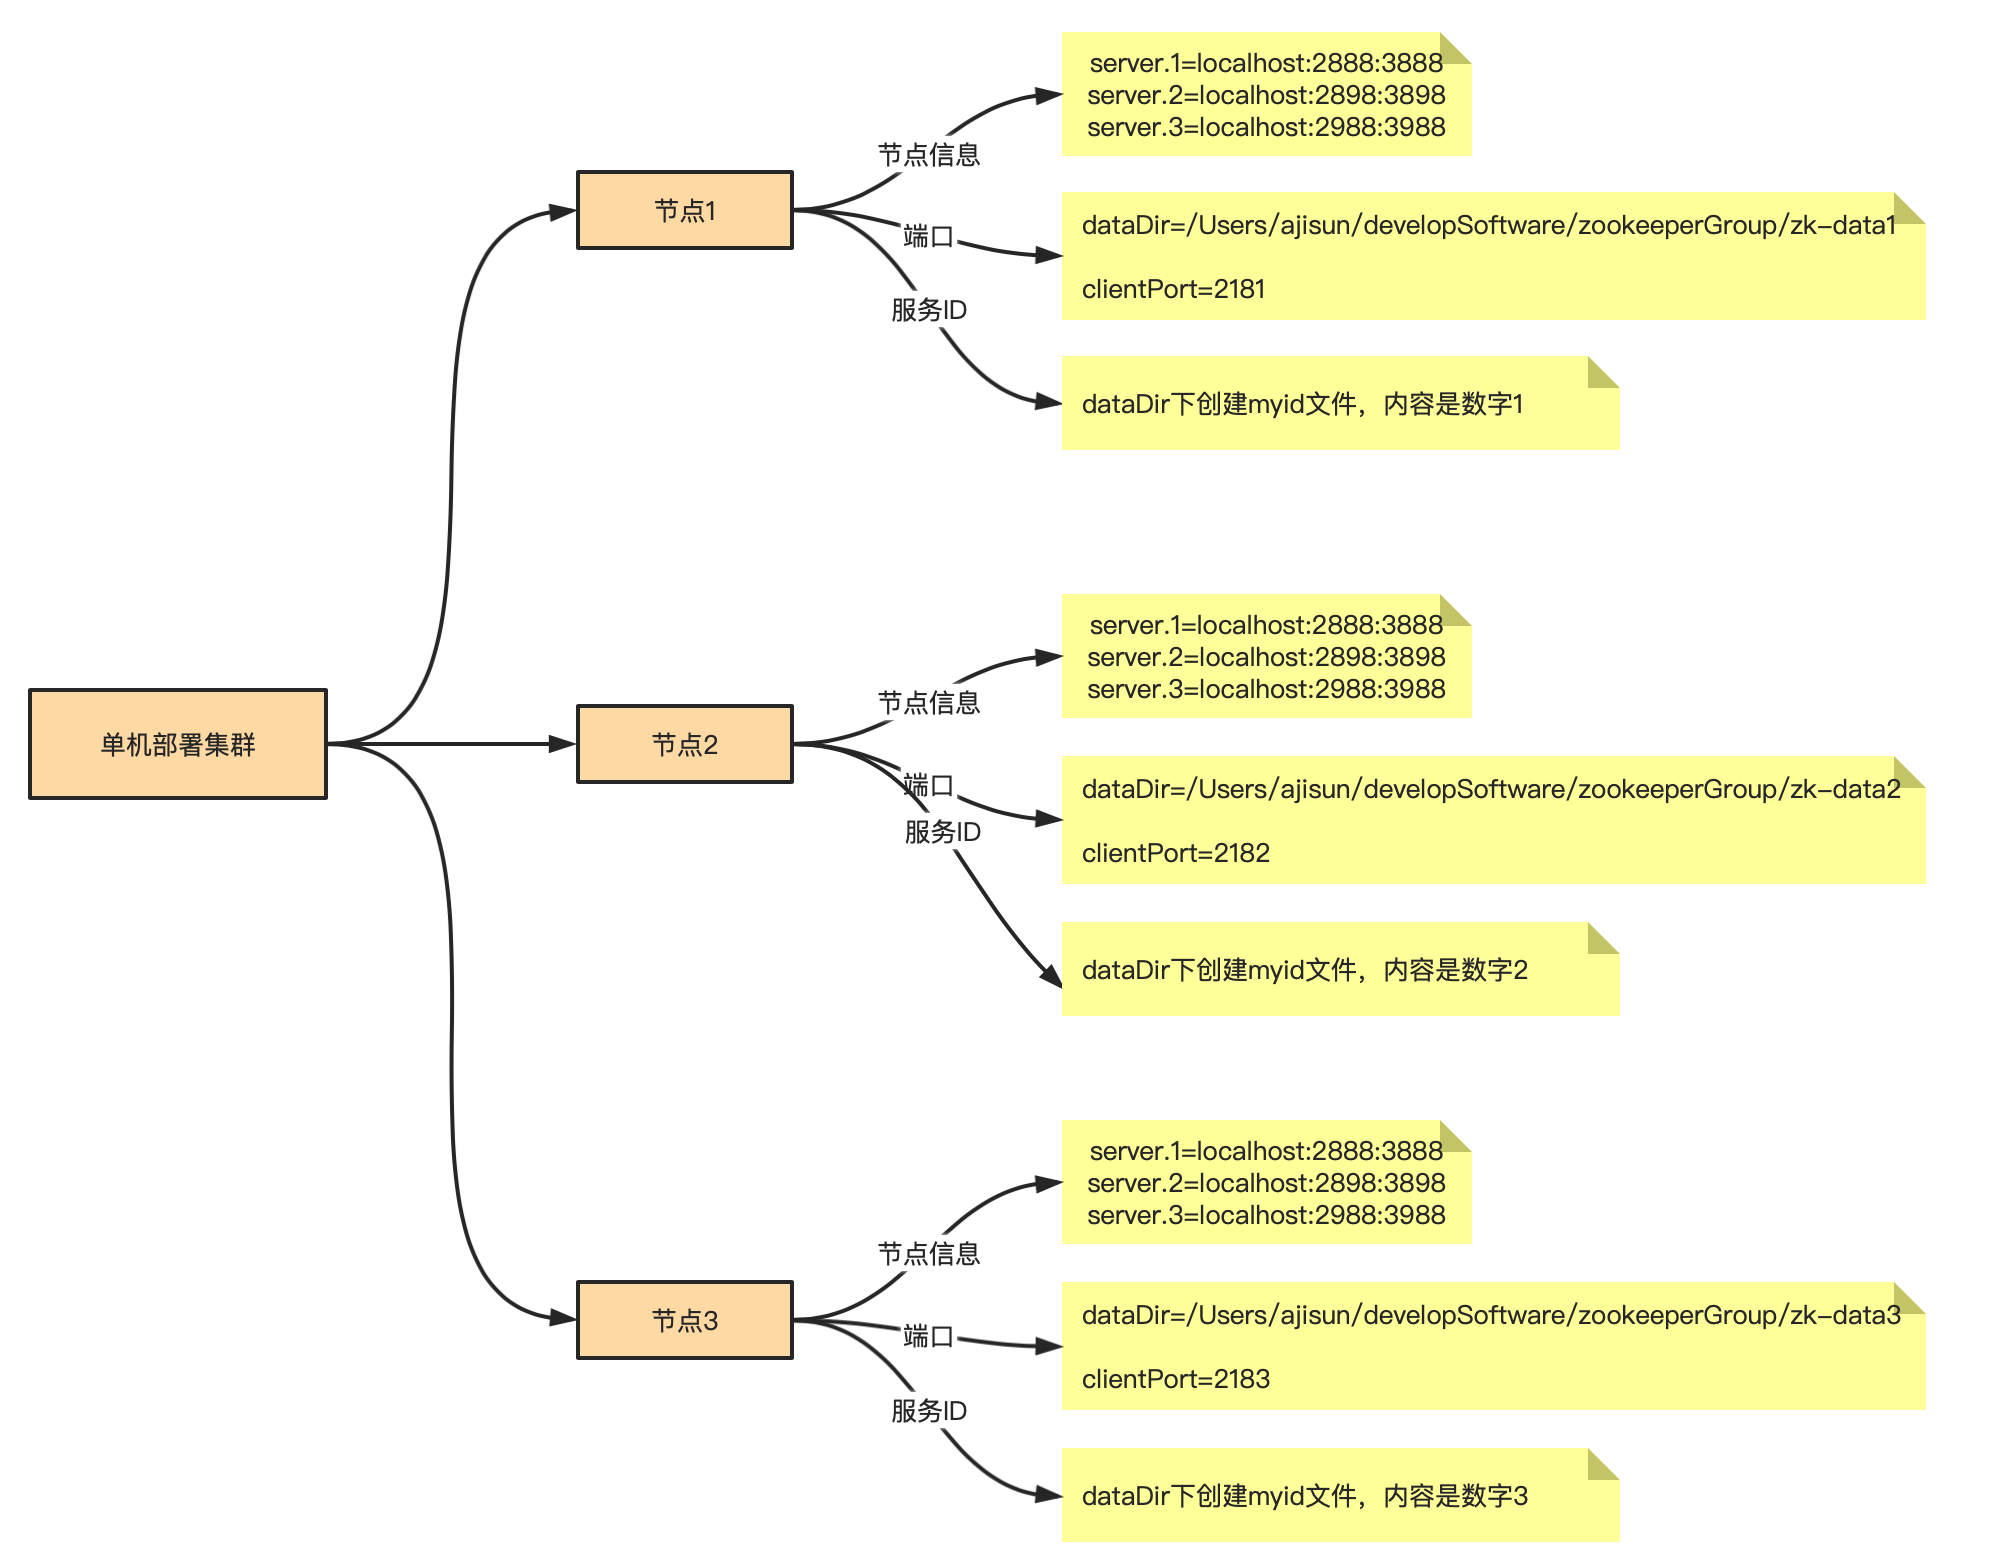 单机部署集群
节点1
节点信息
server.1=localhost:2888:3888
server.2=localhost:2898:3898
server.3=localhost:2988:3988
端口
dataDir=/Users/ajisun/developSoftware/zookeeperGroup/zk-data1
clientPort=2181
服务ID
dataDir下创建myid文件，内容是数字1
节点2
节点信息
server.1=localhost:2888:3888
server.2=localhost:2898:3898
server.3=localhost:2988:3988
端口
dataDir=/Users/ajisun/developSoftware/zookeeperGroup/zk-data2
clientPort=2182
服务ID
dataDir下创建myid文件，内容是数字2
节点3
节点信息
server.1=localhost:2888:3888
server.2=localhost:2898:3898
server.3=localhost:2988:3988
端口
dataDir=/Users/ajisun/developSoftware/zookeeperGroup/zk-data3
clientPort=2183
服务ID
dataDir下创建myid文件，内容是数字3